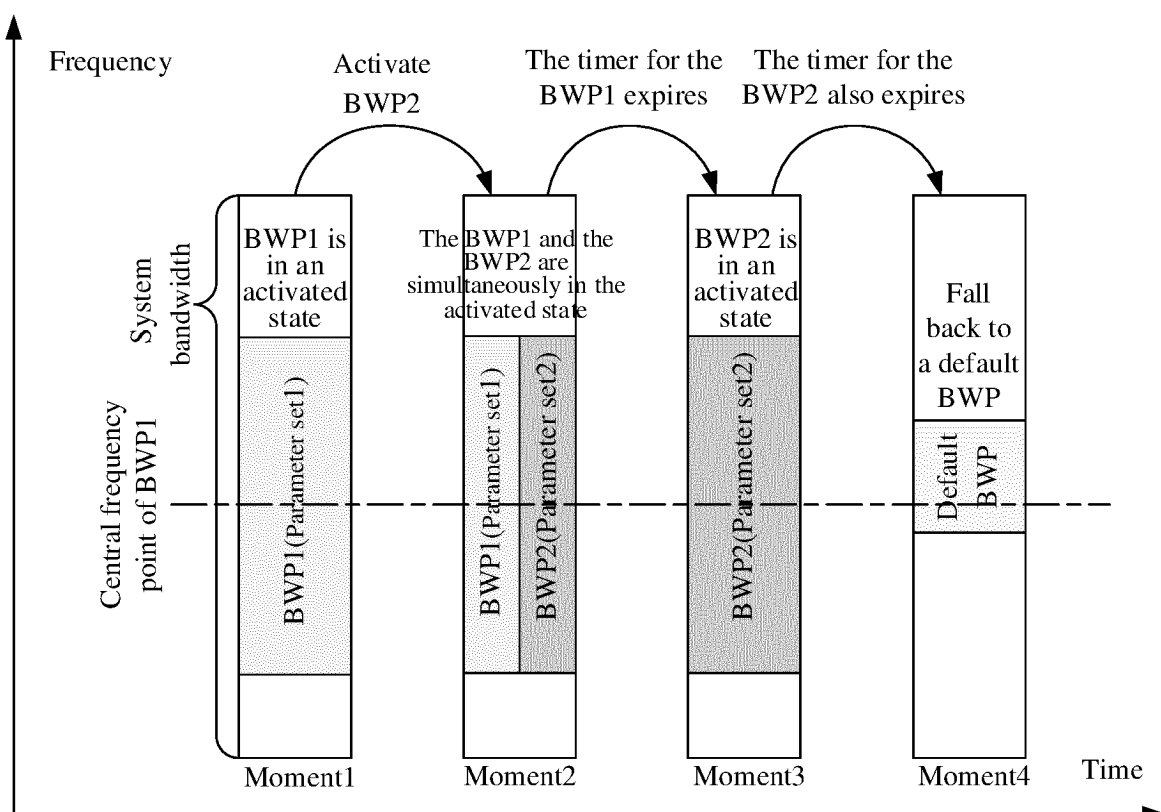 Frequency
Activate
BWP2
The timer for the
BWP1 expires
The timer for the
BWP2 also expires
System
bandwidth
Central frequency
point of BWP1
BWP1 is
in an
activated
state
BWP1(Parameter set1)
The BWP1 and the
BWP2 are
simultaneously in the
activated state
BWP1(Parameter set1)
BWP2(Parameter set2)
BWP2 is
in an
activated
state
BWP2(Parameter set2)
Fall
back to
a default
BWP
Default
BWP
Moment1
Moment2
Moment3
Moment4
Time